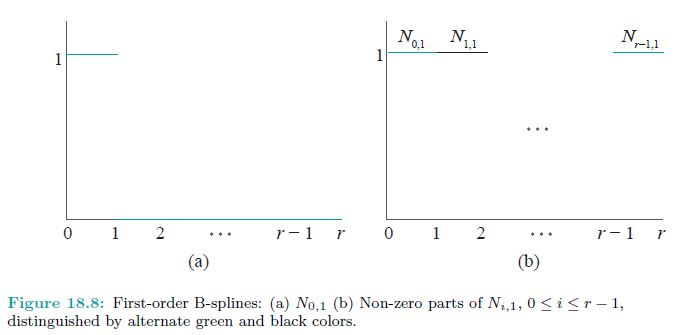 N0,1 N1,1 Nr−1,1
1 1
...
0 1 2 ... r − 1 r 0 1 2 ... r − 1 r
(a) (b)
Figure 18.8: First-order B-splines: (a) N0,1 (b) Non-zero parts of Ni,1, 0 ≤ i ≤ r − 1,
distinguished by alternate green and black colors.